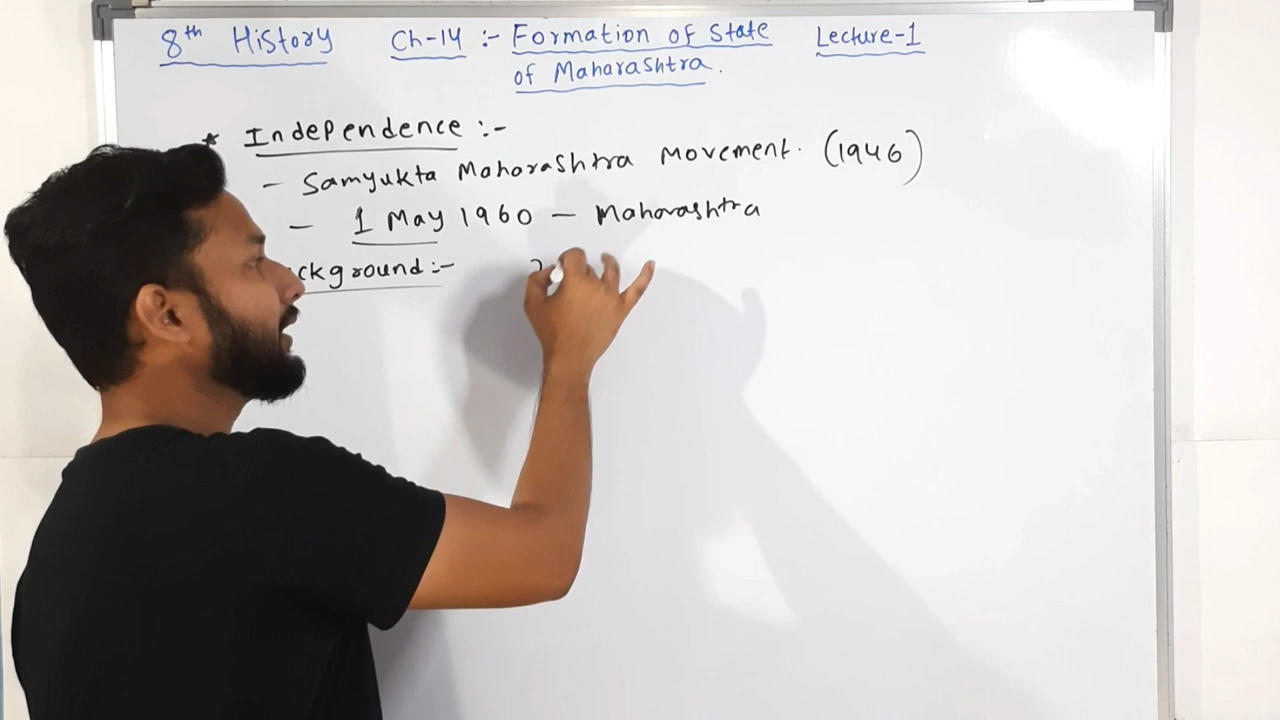 8th History Ch-14 :- Formation of State Lecture-1
of Maharashtra.
* Independence :-
- Samyukta Maharashtra Movement. (1946)
- 1 May 1960 - Maharashtra
ckground :-